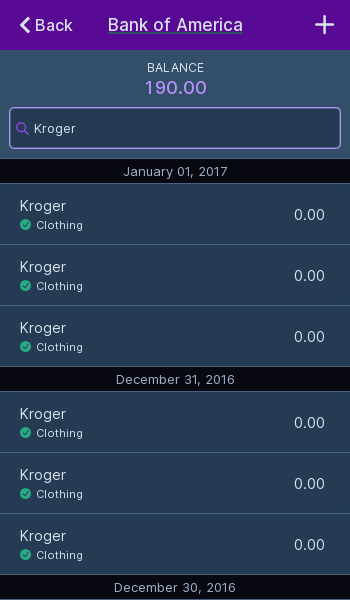 Back
Bank of America
BALANCE
190.00
Kroger
January 01, 2017
Kroger
Clothing
0.00
Kroger
Clothing
0.00
Kroger
Clothing
0.00
December 31, 2016
Kroger
Clothing
0.00
Kroger
Clothing
0.00
Kroger
Clothing
0.00
December 30, 2016